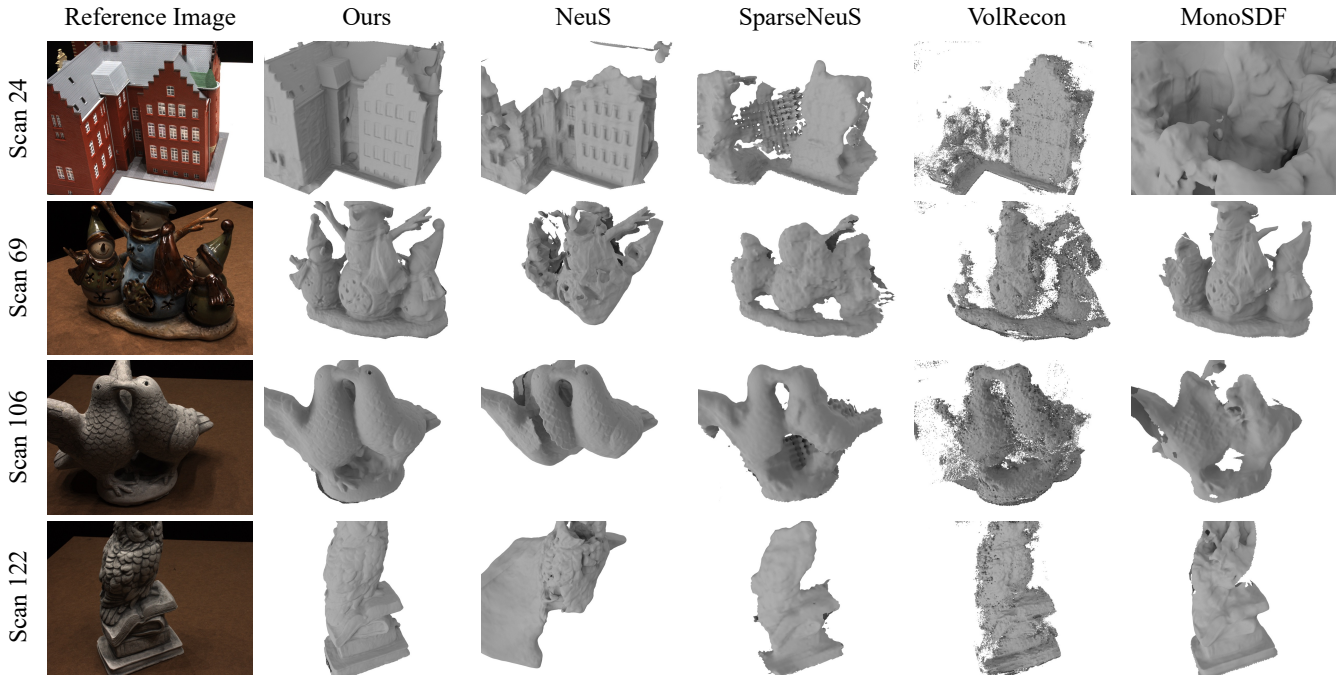 Reference Image Ours NeuS SparseNeuS VolRecon MonoSDF
Scan 24
Scan 69
Scan 106
Scan 122